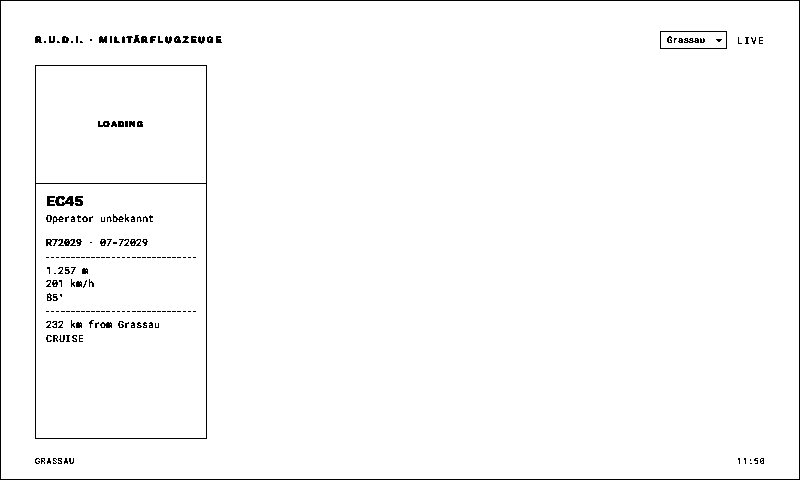 R.U.D.I. · MILITÄRFLUGZEUGE
Grassau
LIVE
LOADING
EC45
Operator unbekannt
R72029 · 07-72029
1.257 m
201 km/h
85°
232 km from Grassau
CRUISE
GRASSAU
11:50